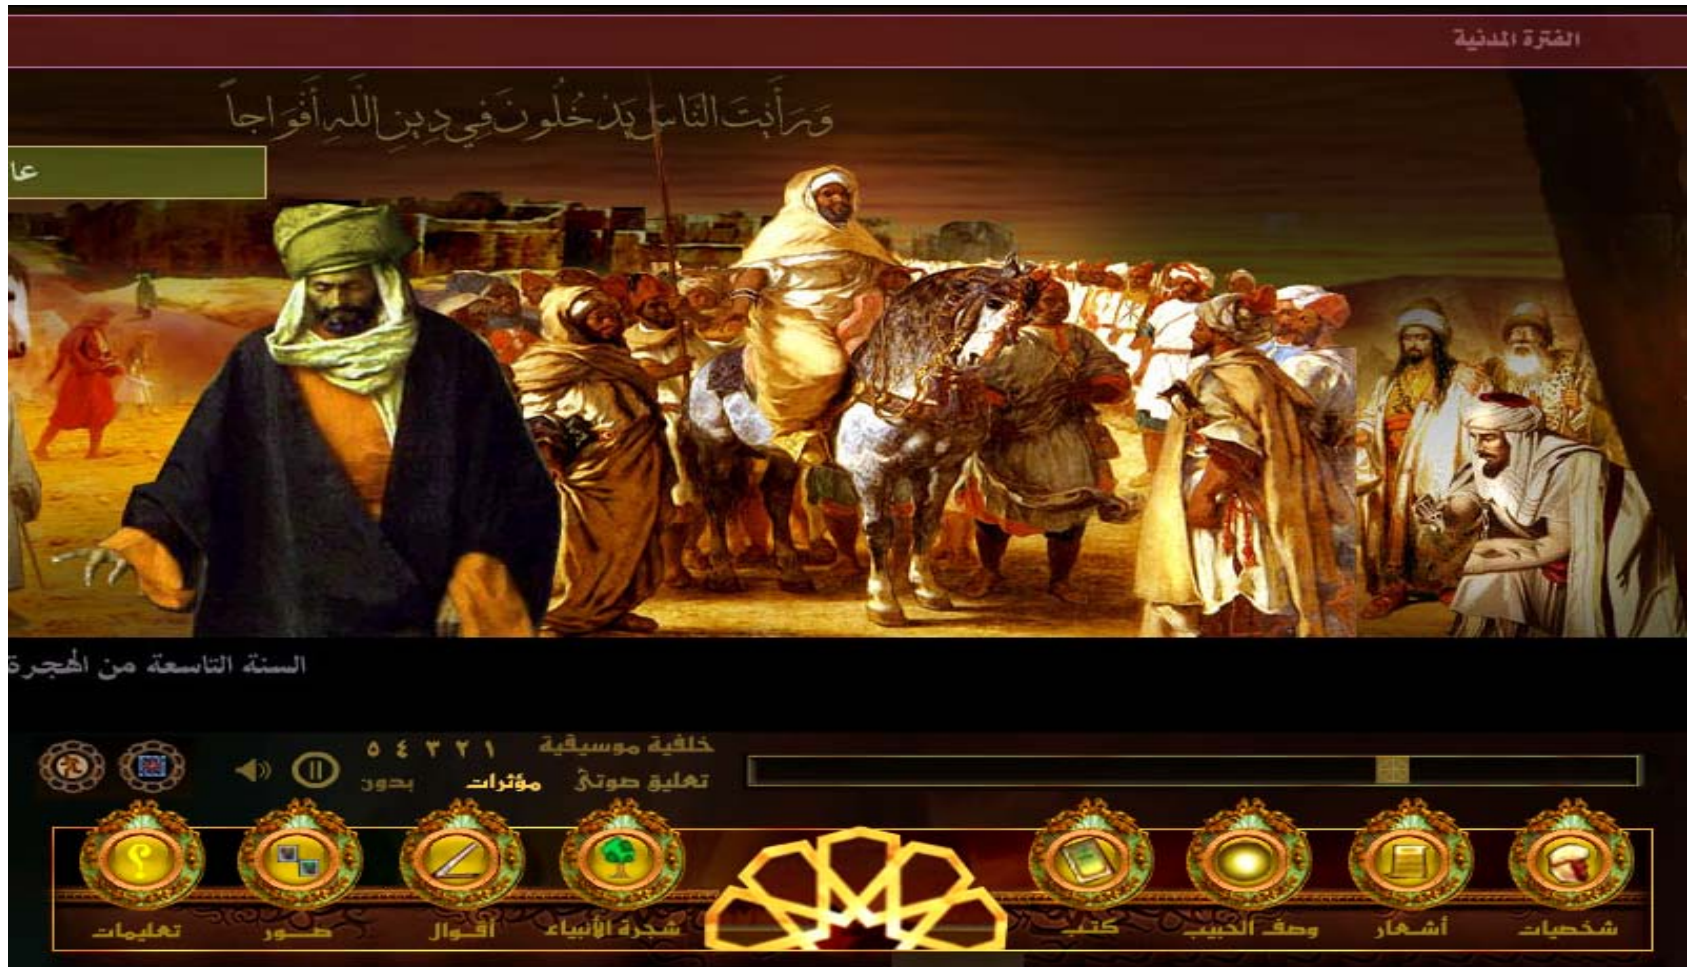 الفترة المدنية
وَرَأَيْتَ النَّاسَ يَدْخُلُونَ فِي دِينِ اللَّهِ أَفْوَاجاً
عا
السنة التاسعة من الهجرة
خلفية موسيقية ١ ٢ ٣ ٤ ٥
تعليق صوتي مؤثرات بدون
شخصيات أشعار وصف الحبيب كتب شجرة الأنبياء أقوال صور تعليمات